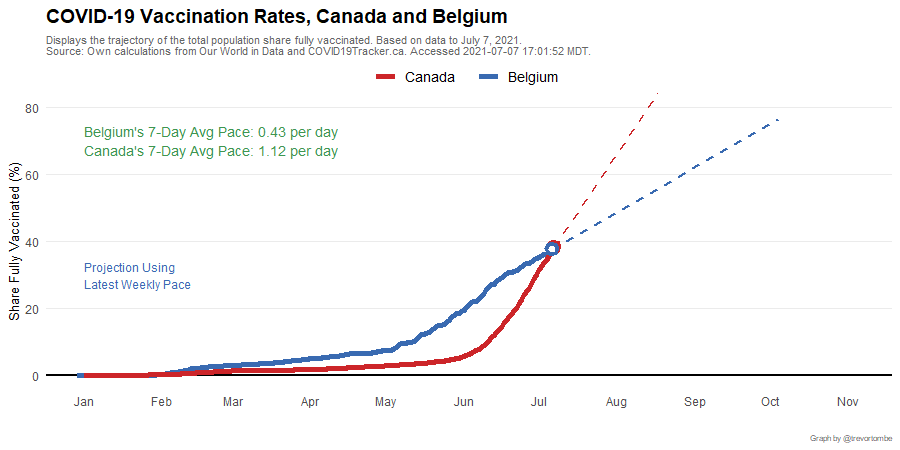 COVID-19 Vaccination Rates, Canada and Belgium
Displays the trajectory of the total population share fully vaccinated. Based on data to July 7, 2021.
Source: Own calculations from Our World in Data and COVID19Tracker.ca. Accessed 2021-07-07 17:01:52 MDT.
Canada Belgium
80
Belgium's 7-Day Avg Pace: 0.43 per day
Canada's 7-Day Avg Pace: 1.12 per day
60
Share Fully Vaccinated (%)
40
Projection Using
Latest Weekly Pace
20
0
Jan Feb Mar Apr May Jun Jul Aug Sep Oct Nov
Graph by @trevortombe